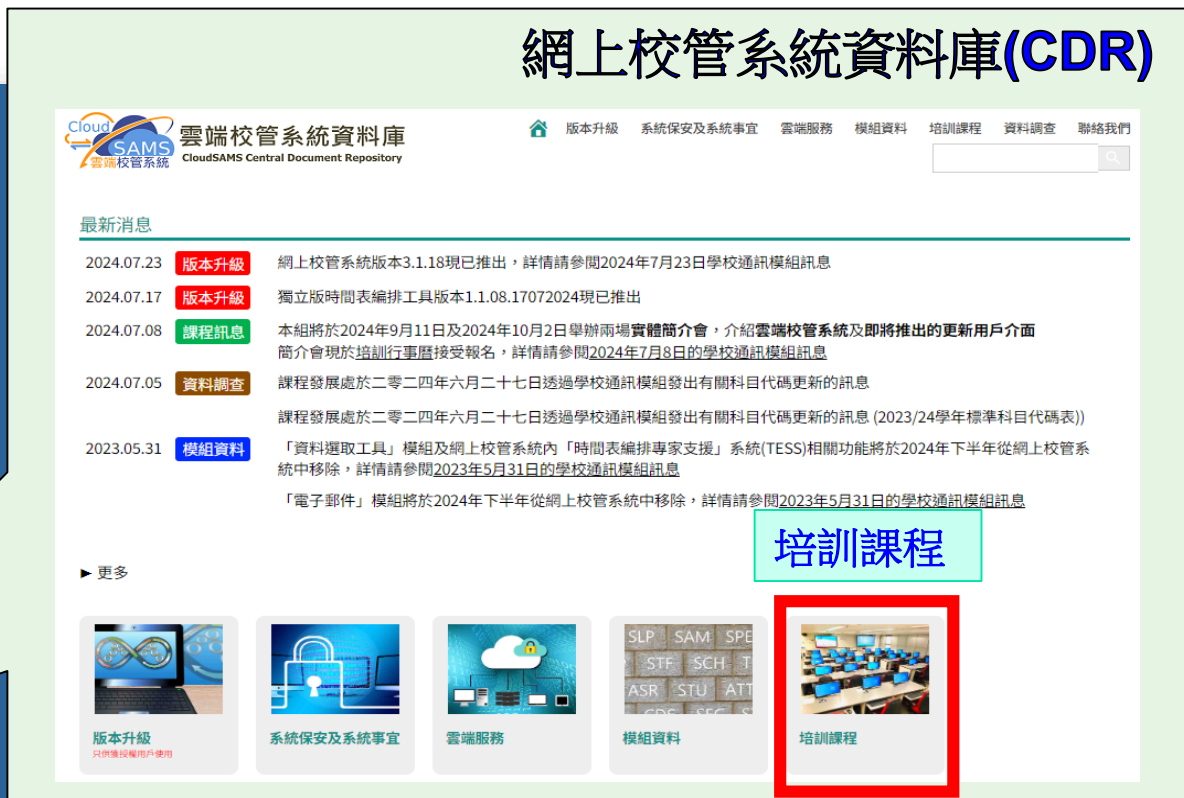 網上校管系統資料庫(CDR)
Cloud
SAMS
雲端校管系統
雲端校管系統資料庫
CloudSAMS Central Document Repository
版本升級 系統保安及系統事宜 雲端服務 模組資料 培訓課程 資料調查 聯絡我們
最新消息
2024.07.23 版本升級 網上校管系統版本3.1.18現已推出，詳情請參閱2024年7月23日學校通訊模組訊息
2024.07.17 版本升級 獨立版時間表編排工具版本1.1.08.17072024現已推出
2024.07.08 課程訊息 本組將於2024年9月11日及2024年10月2日舉辦兩場實體簡介會，介紹雲端校管系統及即將推出的更新用戶介面
簡介會現於培訓行事曆接受報名，詳情請參閱2024年7月8日的學校通訊模組訊息
2024.07.05 資料調查 課程發展處於二零二四年六月二十七日透過學校通訊模組發出有關科目代碼更新的訊息
課程發展處於二零二四年六月二十七日透過學校通訊模組發出有關科目代碼更新的訊息 (2023/24學年標準科目代碼表))
2023.05.31 模組資料 「資料選取工具」模組及網上校管系統內「時間表編排專家支援」系統(TESS)相關功能將於2024年下半年從網上校管系
統中移除，詳情請參閱2023年5月31日的學校通訊模組訊息
「電子郵件」模組將於2024年下半年從網上校管系統中移除，詳情請參閱2023年5月31日的學校通訊模組訊息
培訓課程
► 更多
SLP SAM SPE
STF SCH T
ASR STU ATT
版本升級
只供獲授權用戶使用
系統保安及系統事宜
雲端服務
模組資料
培訓課程